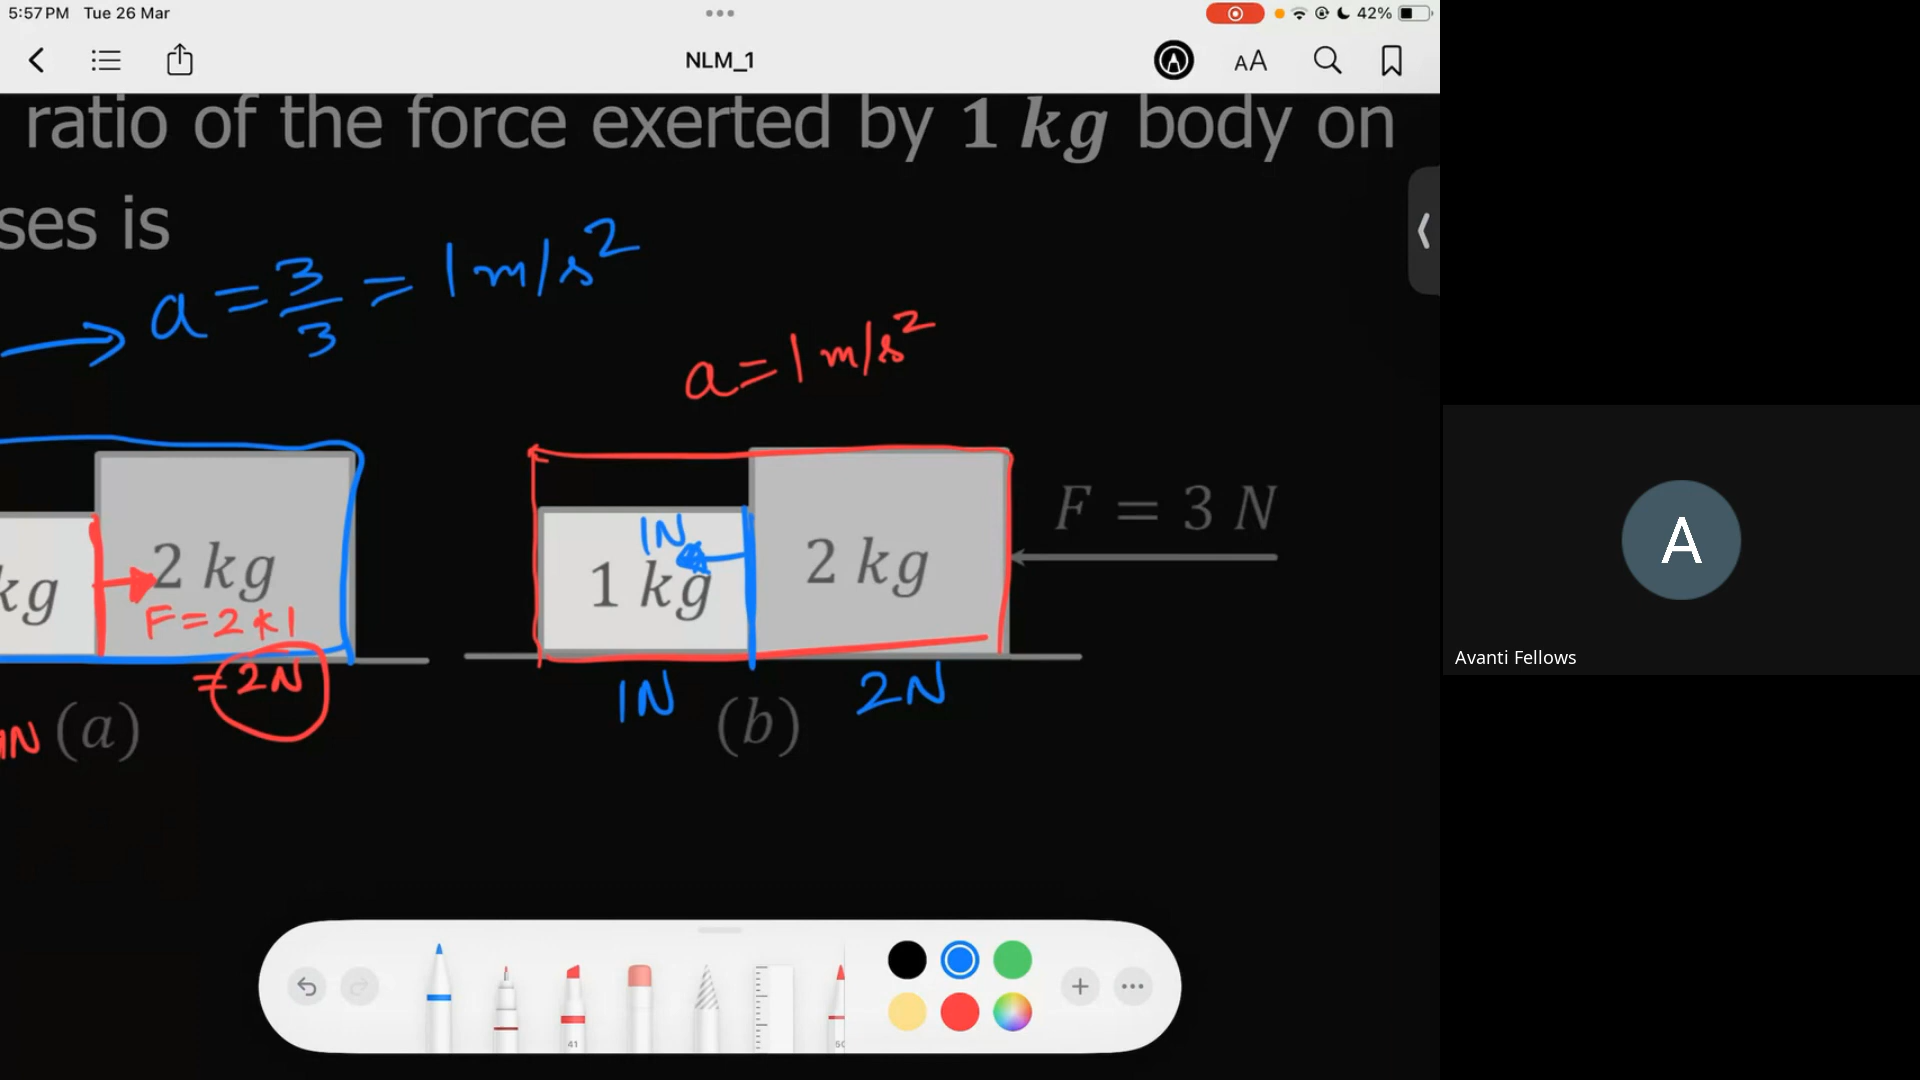 5:57 PM Tue 26 Mar
42%
NLM_1
AA
ratio of the force exerted by 1 kg body on
ses is
a = 3/3 = 1 m/s²
a = 1 m/s²
F = 3 N
1N
kg
2 kg
1 kg
2 kg
F = 2 * 1
= 2N
1N
2N
(a)
(b)
41
A
Avanti Fellows